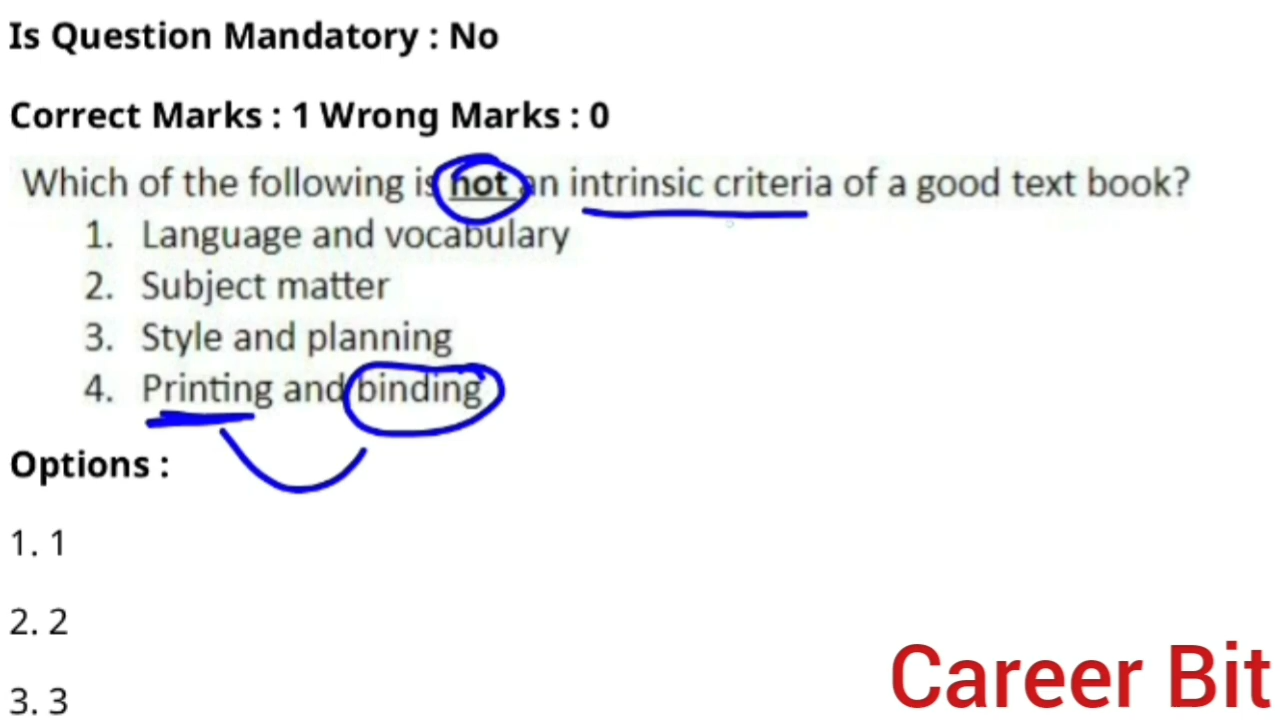 Is Question Mandatory : No
Correct Marks : 1 Wrong Marks : 0
Which of the following is not an intrinsic criteria of a good text book?
1. Language and vocabulary
2. Subject matter
3. Style and planning
4. Printing and binding
Options :
1. 1
2. 2
3. 3
Career Bit